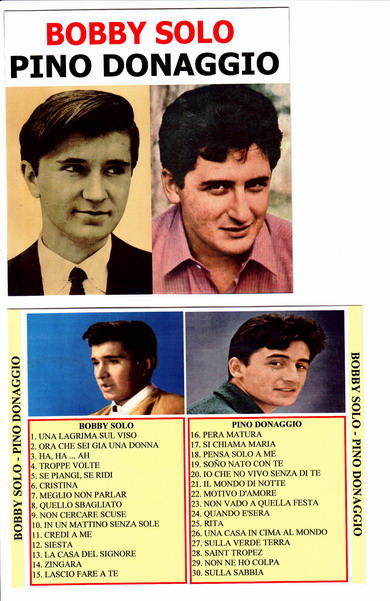 BOBBY SOLO
PINO DONAGGIO
BOBBY SOLO - PINO DONAGGIO
BOBBY SOLO
1. UNA LAGRIMA SUL VISO
2. ORA CHE SEI GIA UNA DONNA
3. HA, HA ... AH
4. TROPPE VOLTE
5. SE PIANGI, SE RIDI
6. CRISTINA
7. MEGLIO NON PARLAR
8. QUELLO SBAGLIATO
9. NON CERCARE SCUSE
10. IN UN MATTINO SENZA SOLE
11. CREDI A ME
12. SIESTA
13. LA CASA DEL SIGNORE
14. ZINGARA
15. LASCIO FARE A TE
PINO DONAGGIO
16. PERA MATURA
17. SI CHIAMA MARIA
18. PENSA SOLO A ME
19. SOÑO NATO CON TE
20. IO CHE NO VIVO SENZA DI TE
21. IL MONDO DI NOTTE
22. MOTIVO D'AMORE
23. NON VADO A QUELLA FESTA
24. QUANDO E'SERA
25. RITA
26. UNA CASA IN CIMA AL MONDO
27. SULLA VERDE TERRA
28. SAINT TROPEZ
29. NON NE HO COLPA
30. SULLA SABBIA
BOBBY SOLO - PINO DONAGGIO